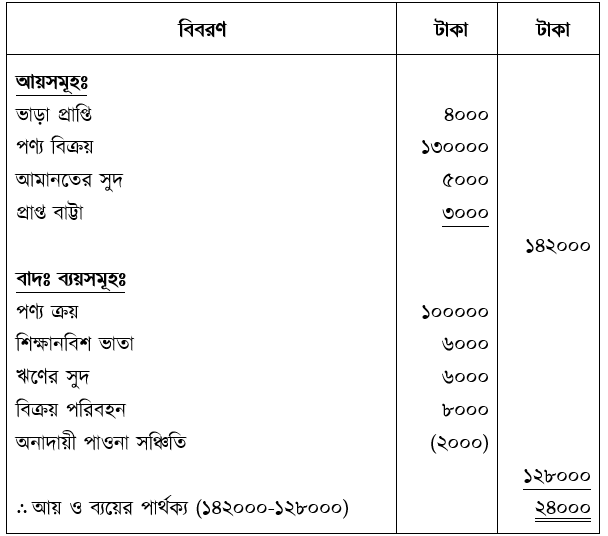 বিবরণ টাকা টাকা
আয়সমূহঃ
ভাড়া প্রাপ্তি ৪০০০
পণ্য বিক্রয় ১৩০০০০
আমানতের সুদ ৫০০০
প্রাপ্ত বাট্টা ৩০০০
১৪২০০০
বাদঃ ব্যয়সমূহঃ
পণ্য ক্রয় ১০০০০০
শিক্ষানবিশ ভাতা ৬০০০
ঋণের সুদ ৬০০০
বিক্রয় পরিবহন ৮০০০
অনাদায়ী পাওনা সঞ্চিতি (২০০০)
১২৮০০০
∴ আয় ও ব্যয়ের পার্থক্য (১৪২০০০-১২৮০০০) ২৪০০০